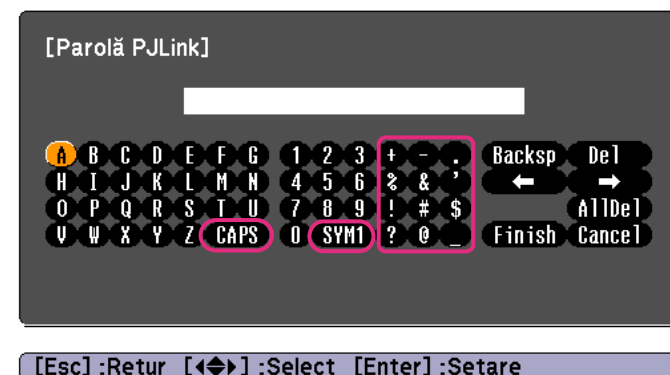 [Parolă PJLink]
A B C D E F G 1 2 3 + - . Backsp Del
H I J K L M N 4 5 6 % & ' ← →
O P Q R S T U 7 8 9 ! # $ AllDel
V W X Y Z CAPS 0 SYM1 ? @ _ Finish Cancel
[Esc] :Retur [◀◆▶] :Select [Enter] :Setare